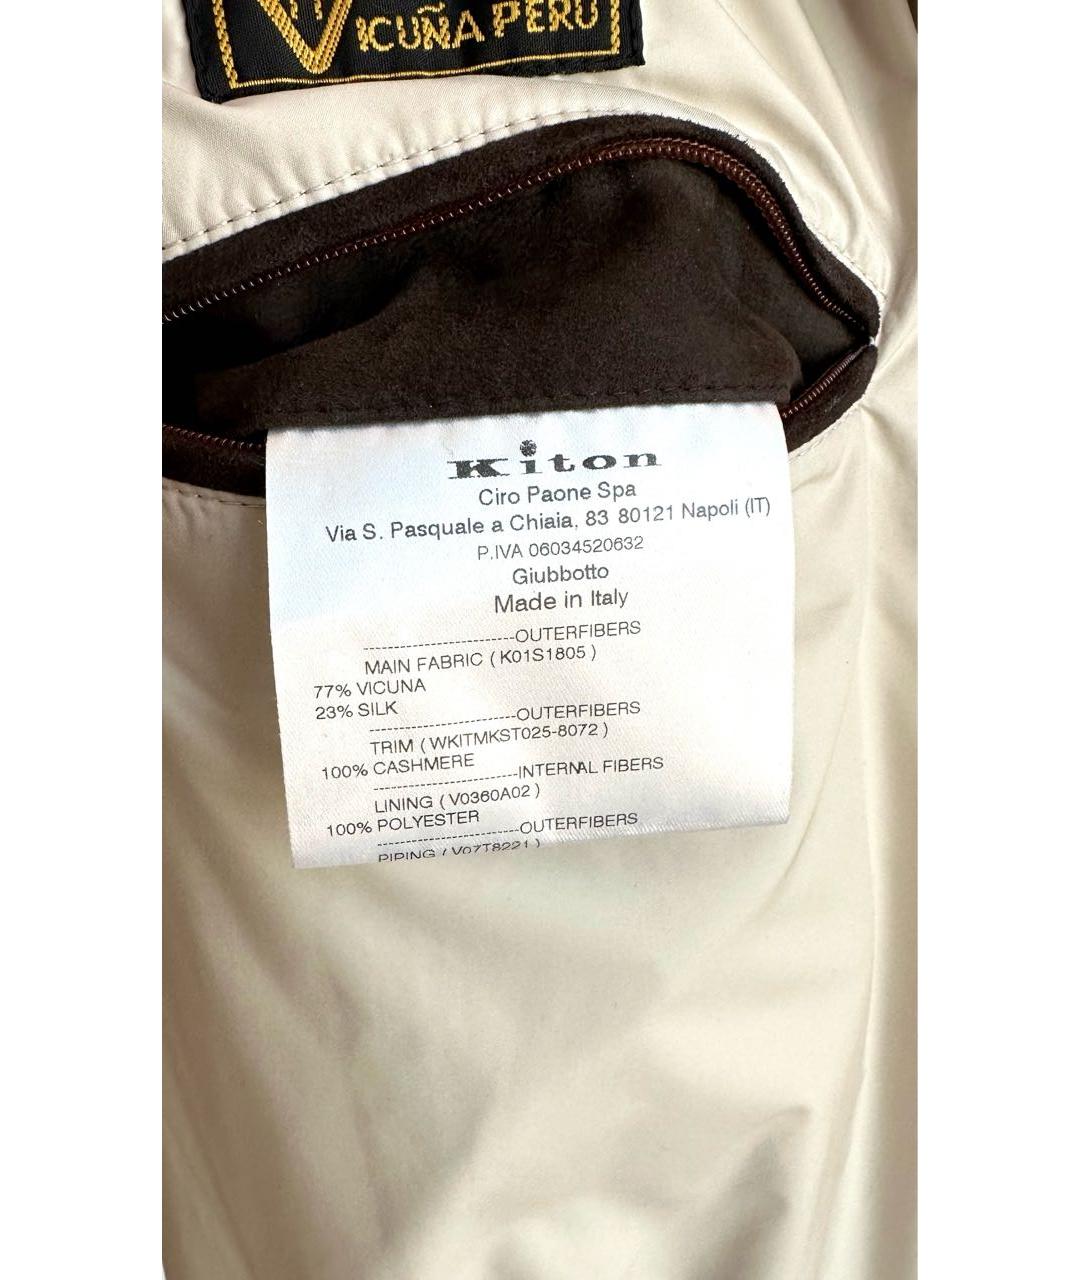 VICUÑA PERU
Kiton
Ciro Paone Spa
Via S. Pasquale a Chiaia, 83 80121 Napoli (IT)
P.IVA 06034520632
Giubbotto
Made in Italy
--------------------------OUTERFIBERS
MAIN FABRIC ( K01S1805 )
77% VICUNA
23% SILK
--------------------------OUTERFIBERS
TRIM ( WKITMKST025-8072 )
100% CASHMERE
--------------------------INTERNAL FIBERS
LINING ( V0360A02 )
100% POLYESTER
--------------------------OUTERFIBERS
PIPING ( V07T8221 )